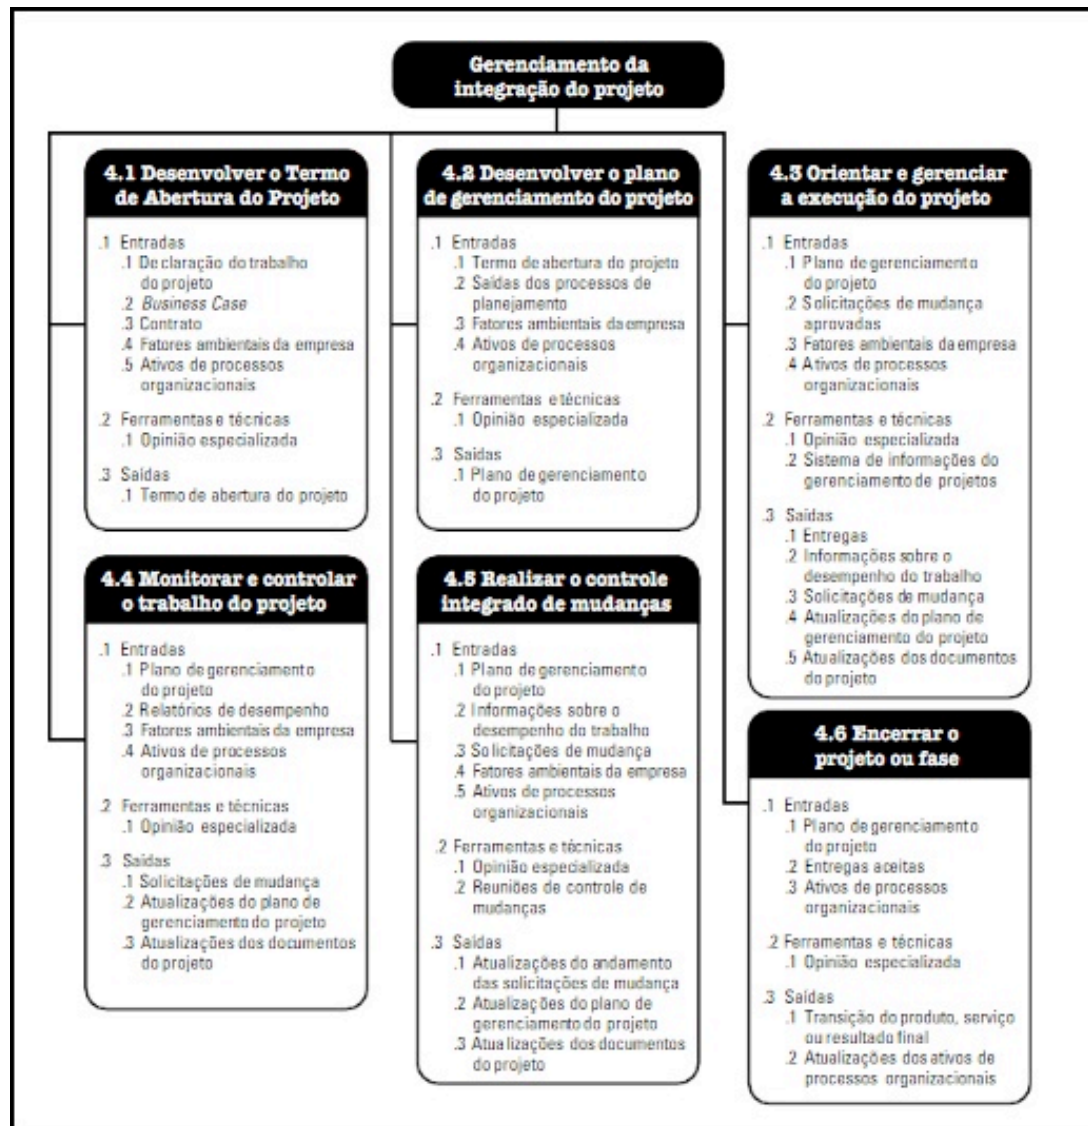 Gerenciamento da
integração do projeto
4.1 Desenvolver o Termo
de Abertura do Projeto
.1 Entradas
.1 Declaração do trabalho
do projeto
.2 Business Case
.3 Contrato
.4 Fatores ambientais da empresa
.5 Ativos de processos
organizacionais
.2 Ferramentas e técnicas
.1 Opinião especializada
.3 Saídas
.1 Termo de abertura do projeto
4.2 Desenvolver o plano
de gerenciamento do projeto
.1 Entradas
.1 Termo de abertura do projeto
.2 Saídas dos processos de
planejamento
.3 Fatores ambientais da empresa
.4 Ativos de processos
organizacionais
.2 Ferramentas e técnicas
.1 Opinião especializada
.3 Saídas
.1 Plano de gerenciamento
do projeto
4.3 Orientar e gerenciar
a execução do projeto
.1 Entradas
.1 Plano de gerenciamento do
projeto
.2 Solicitações de mudança
aprovadas
.3 Fatores ambientais da empresa
.4 Ativos de processos
organizacionais
.2 Ferramentas e técnicas
.1 Opinião especializada
.2 Sistema de informações do
gerenciamento de projetos
.3 Saídas
.1 Entregas
.2 Informações sobre o
desempenho do trabalho
.3 Solicitações de mudança
.4 Atualizações do plano de
gerenciamento do projeto
.5 Atualizações dos documentos
do projeto
4.4 Monitorar e controlar
o trabalho do projeto
.1 Entradas
.1 Plano de gerenciamento
do projeto
.2 Relatórios de desempenho
.3 Fatores ambientais da empresa
.4 Ativos de processos
organizacionais
.2 Ferramentas e técnicas
.1 Opinião especializada
.3 Saídas
.1 Solicitações de mudança
.2 Atualizações do plano de
gerenciamento do projeto
.3 Atualizações dos documentos
do projeto
4.5 Realizar o controle
integrado de mudanças
.1 Entradas
.1 Plano de gerenciamento do
projeto
.2 Informações sobre o
desempenho do trabalho
.3 Solicitações de mudança
.4 Fatores ambientais da empresa
.5 Ativos de processos
organizacionais
.2 Ferramentas e técnicas
.1 Opinião especializada
.2 Reuniões de controle de
mudanças
.3 Saídas
.1 Atualizações do andamento
das solicitações de mudança
.2 Atualizações do plano de
gerenciamento do projeto
.3 Atualizações dos documentos
do projeto
4.6 Encerrar o
projeto ou fase
.1 Entradas
.1 Plano de gerenciamento
do projeto
.2 Entregas aceitas
.3 Ativos de processos
organizacionais
.2 Ferramentas e técnicas
.1 Opinião especializada
.3 Saídas
.1 Transição do produto, serviço
ou resultado final
.2 Atualizações dos ativos de
processos organizacionais